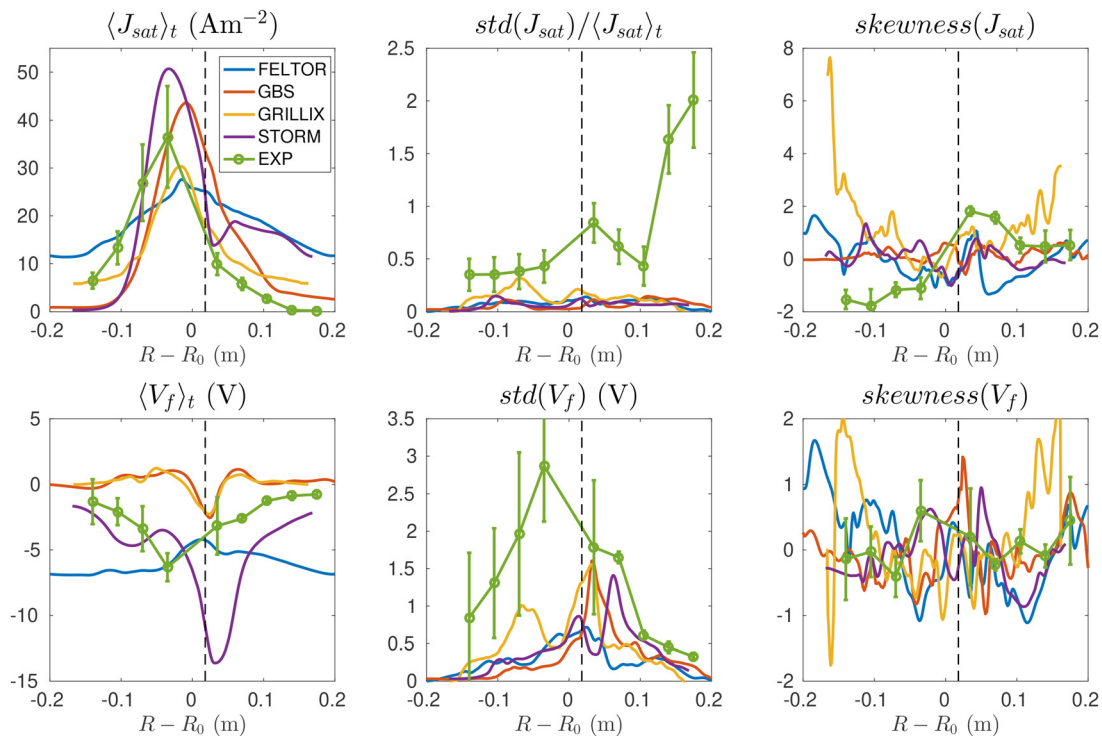 ⟨J_sat⟩_t (Am⁻²)
std(J_sat)/⟨J_sat⟩_t
skewness(J_sat)
50
40
30
20
10
0
FELTOR
GBS
GRILLIX
STORM
EXP
-0.2 -0.1 0 0.1 0.2
R − R₀ (m)
2.5
2
1.5
1
0.5
0
-0.2 -0.1 0 0.1 0.2
R − R₀ (m)
8
6
4
2
0
-2
-0.2 -0.1 0 0.1 0.2
R − R₀ (m)
⟨V_f⟩_t (V)
std(V_f) (V)
skewness(V_f)
5
0
-5
-10
-15
-0.2 -0.1 0 0.1 0.2
R − R₀ (m)
3.5
3
2.5
2
1.5
1
0.5
0
-0.2 -0.1 0 0.1 0.2
R − R₀ (m)
2
1
0
-1
-2
-0.2 -0.1 0 0.1 0.2
R − R₀ (m)